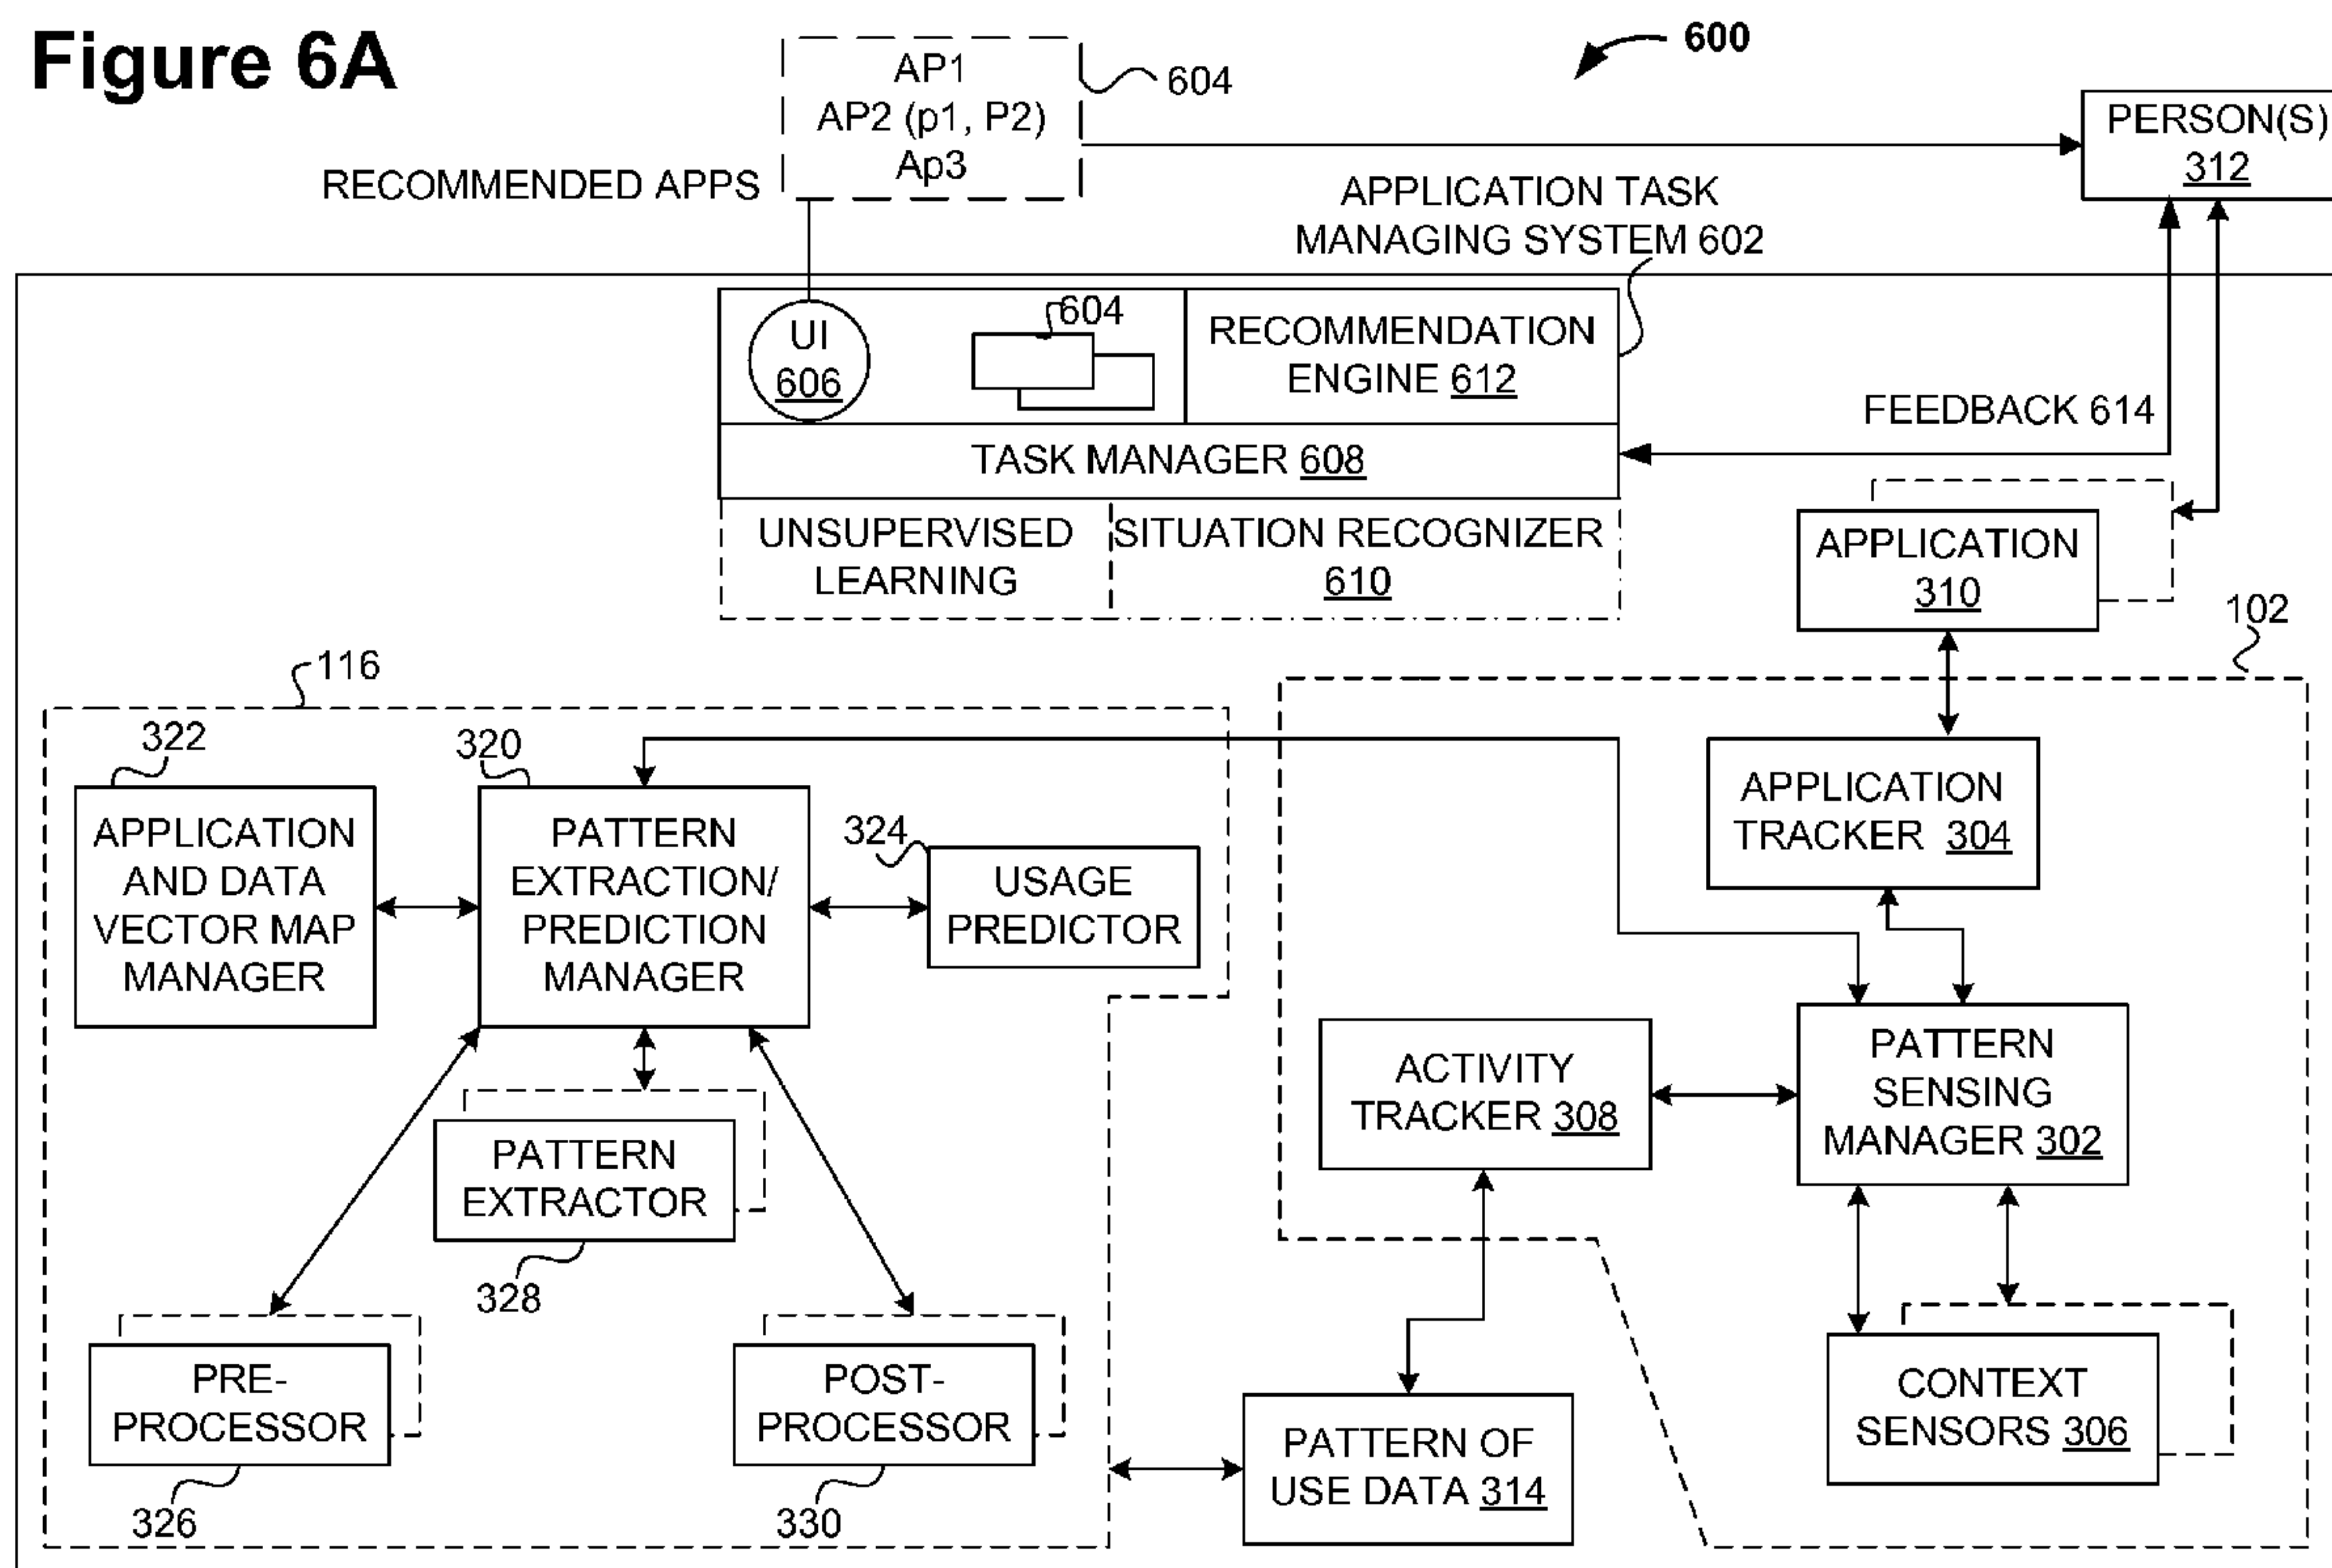 Figure 6A
AP1
AP2 (p1, P2)
Ap3
604
600
PERSON(S)
312
RECOMMENDED APPS
APPLICATION TASK
MANAGING SYSTEM 602
UI
606
604
RECOMMENDATION
ENGINE 612
FEEDBACK 614
TASK MANAGER 608
UNSUPERVISED
LEARNING
SITUATION RECOGNIZER
610
APPLICATION
310
102
116
322
320
APPLICATION
AND DATA
VECTOR MAP
MANAGER
PATTERN
EXTRACTION/
PREDICTION
MANAGER
324
USAGE
PREDICTOR
APPLICATION
TRACKER 304
ACTIVITY
TRACKER 308
PATTERN
SENSING
MANAGER 302
PATTERN
EXTRACTOR
328
PRE-
PROCESSOR
326
POST-
PROCESSOR
330
PATTERN OF
USE DATA 314
CONTEXT
SENSORS 306